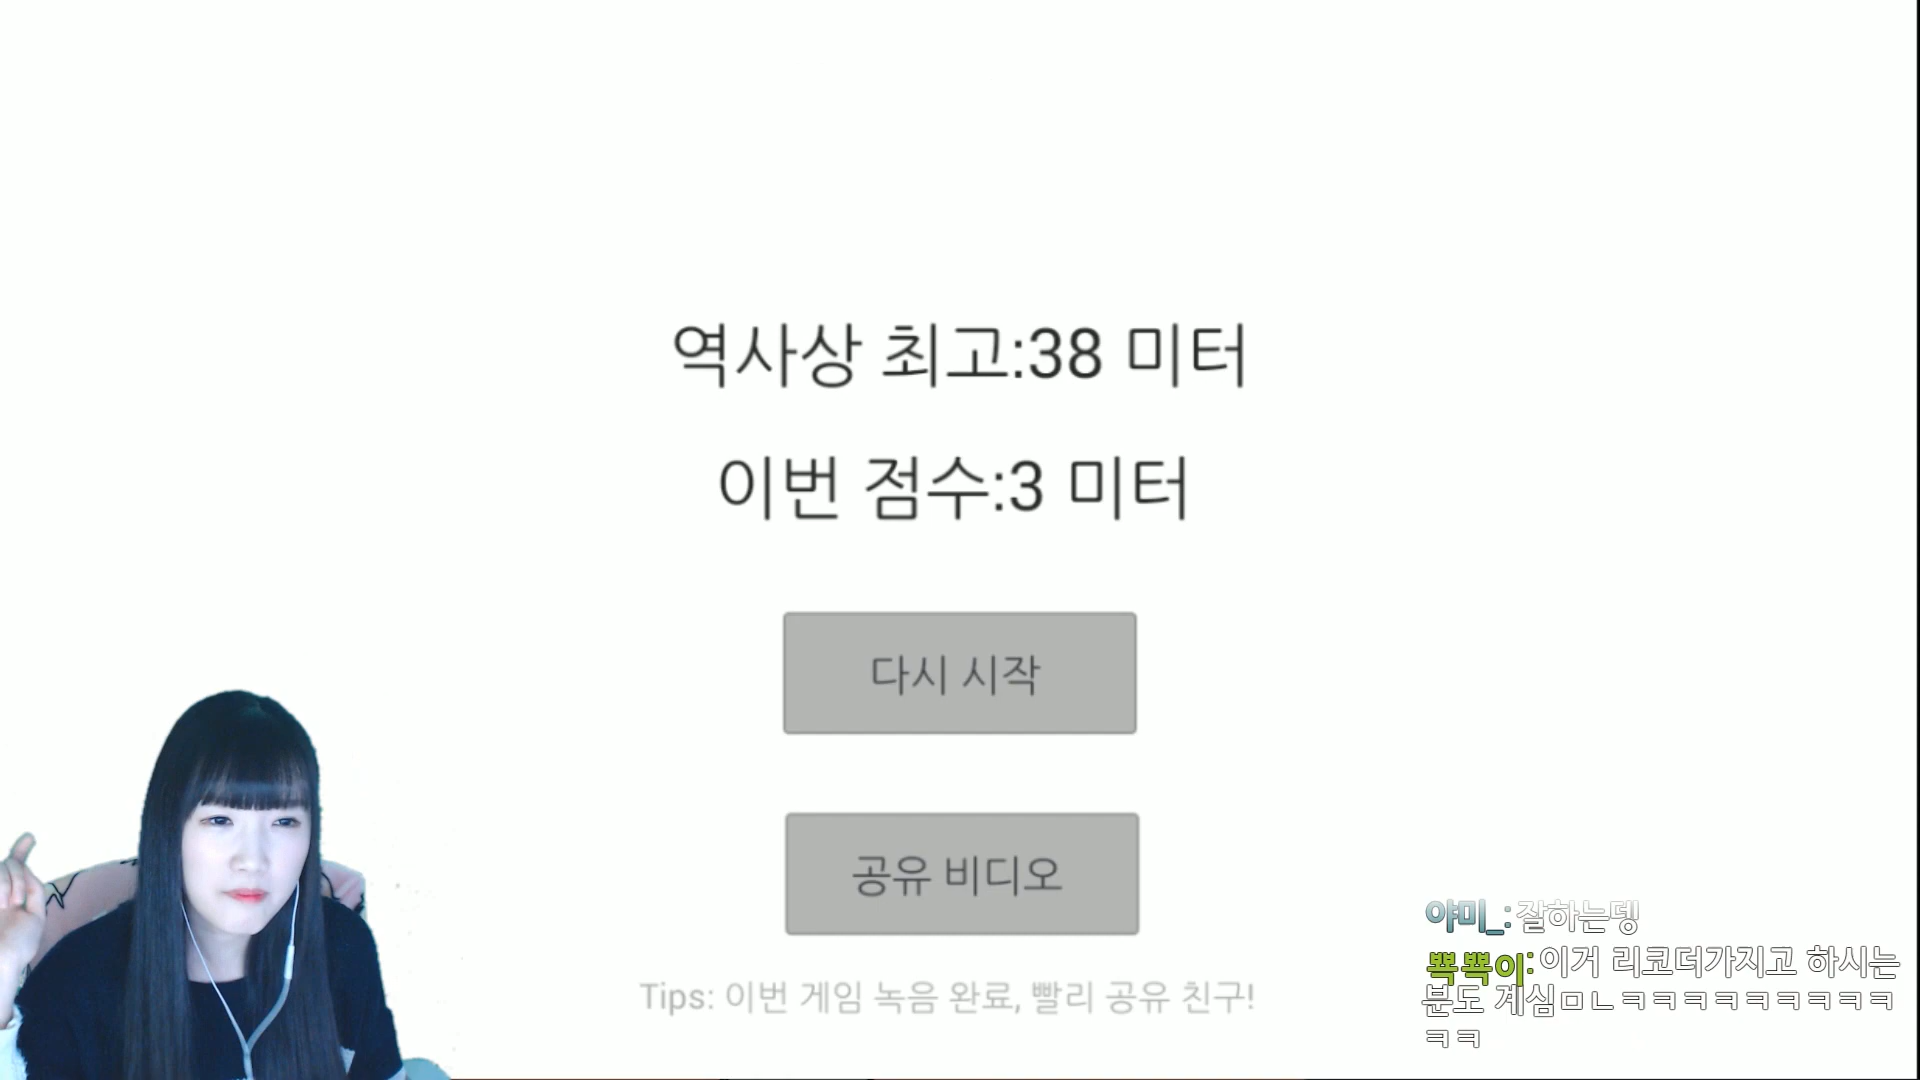 역사상 최고:38 미터
이번 점수:3 미터
다시 시작
공유 비디오
Tips: 이번 게임 녹음 완료, 빨리 공유 친구!
야미_: 잘하는뎅
뾱뾱이: 이거 리코더가지고 하시는
분도 계심ㅁㄴㅋㅋㅋㅋㅋㅋㅋㅋㅋ
ㅋㅋ